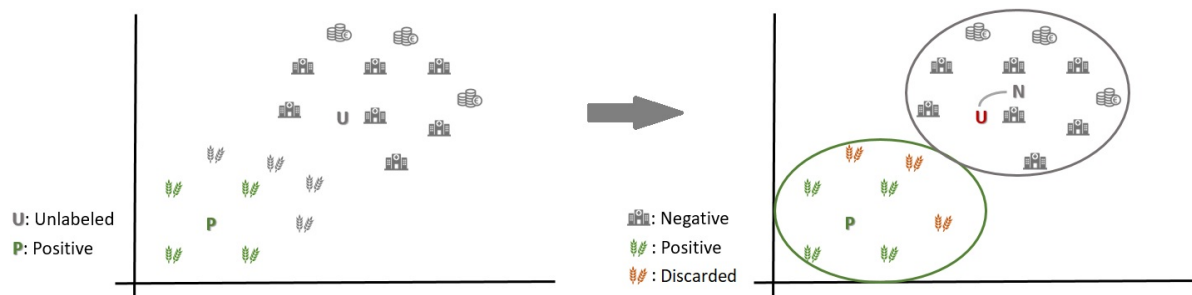 U
P
U: Unlabeled
P: Positive
N
U
P
: Negative
: Positive
: Discarded